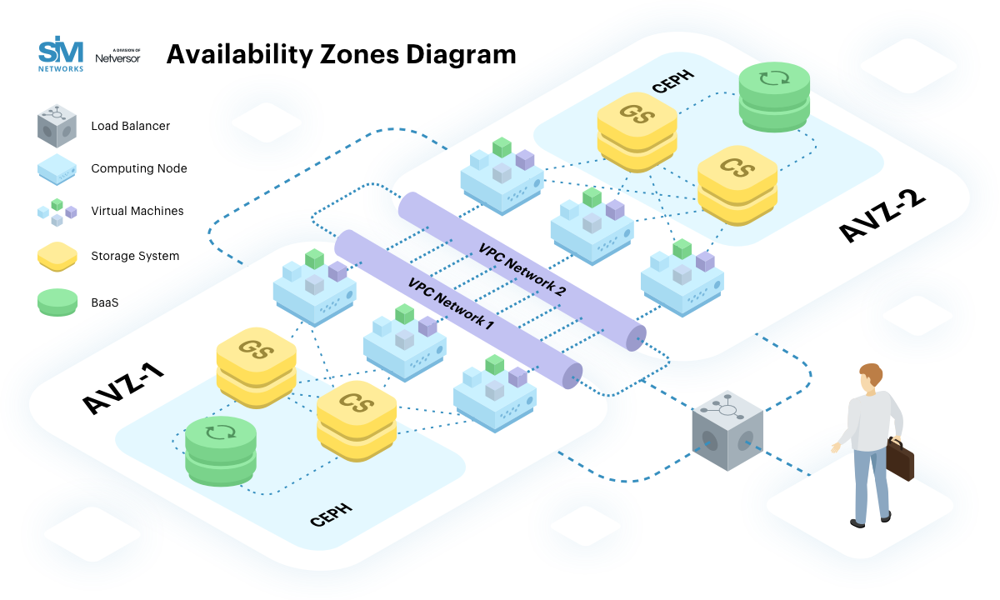 SIM
NETWORKS
A DIVISION OF
Netversor
Availability Zones Diagram
Load Balancer
Computing Node
Virtual Machines
Storage System
BaaS
CEPH
GS
CS
AVZ-2
VPC Network 2
VPC Network 1
AVZ-1
GS
CS
CEPH